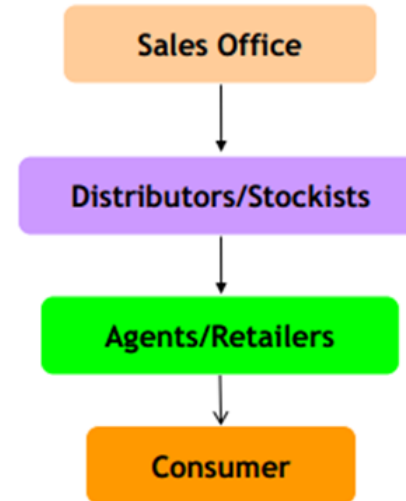 Sales Office
Distributors/Stockists
Agents/Retailers
Consumer